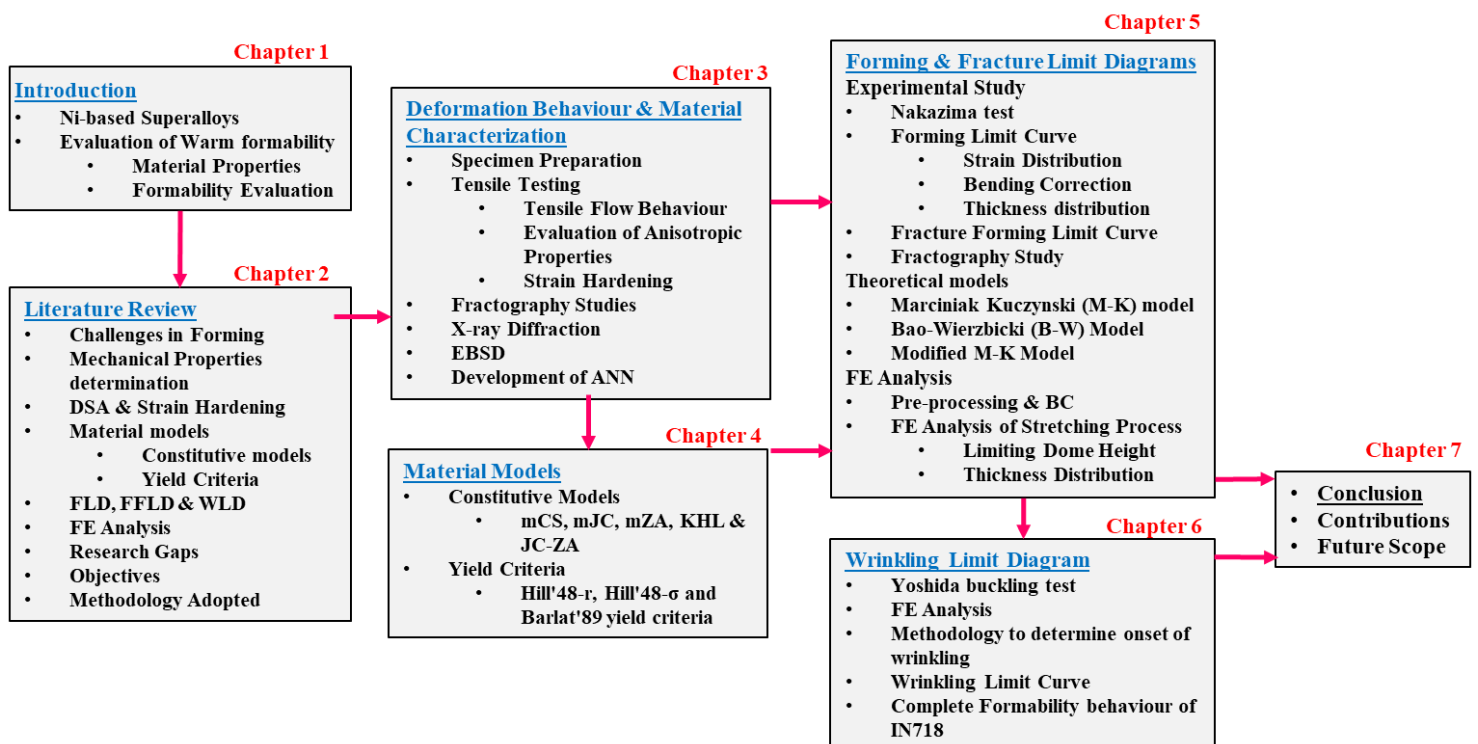 Chapter 1
Introduction
• Ni-based Superalloys
• Evaluation of Warm formability
• Material Properties
• Formability Evaluation
Chapter 2
Literature Review
• Challenges in Forming
• Mechanical Properties
determination
• DSA & Strain Hardening
• Material models
• Constitutive models
• Yield Criteria
• FLD, FFLD & WLD
• FE Analysis
• Research Gaps
• Objectives
• Methodology Adopted
Chapter 3
Deformation Behaviour & Material
Characterization
• Specimen Preparation
• Tensile Testing
• Tensile Flow Behaviour
• Evaluation of Anisotropic
Properties
• Strain Hardening
• Fractography Studies
• X-ray Diffraction
• EBSD
• Development of ANN
Chapter 4
Material Models
• Constitutive Models
• mCS, mJC, mZA, KHL &
JC-ZA
• Yield Criteria
• Hill'48-r, Hill'48-σ and
Barlat'89 yield criteria
Chapter 5
Forming & Fracture Limit Diagrams
Experimental Study
• Nakazima test
• Forming Limit Curve
• Strain Distribution
• Bending Correction
• Thickness distribution
• Fracture Forming Limit Curve
• Fractography Study
Theoretical models
• Marciniak Kuczynski (M-K) model
• Bao-Wierzbicki (B-W) Model
• Modified M-K Model
FE Analysis
• Pre-processing & BC
• FE Analysis of Stretching Process
• Limiting Dome Height
• Thickness Distribution
Chapter 6
Wrinkling Limit Diagram
• Yoshida buckling test
• FE Analysis
• Methodology to determine onset of
wrinkling
• Wrinkling Limit Curve
• Complete Formability behaviour of
IN718
Chapter 7
• Conclusion
• Contributions
• Future Scope